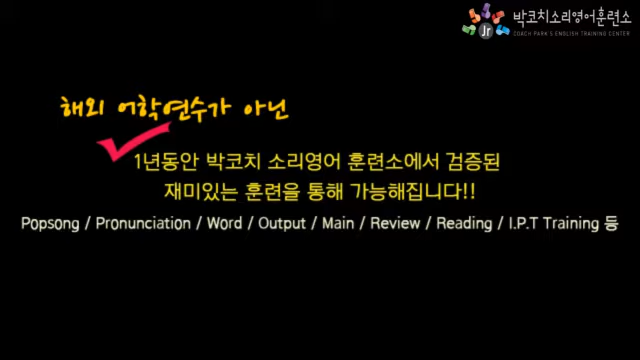 Jr
박코치소리영어훈련소
COACH PARK'S ENGLISH TRAINING CENTER
해외 어학연수가 아닌
1년동안 박코치 소리영어 훈련소에서 검증된
재미있는 훈련을 통해 가능해집니다!!
Popsong / Pronunciation / Word / Output / Main / Review / Reading / I.P.T Training 등